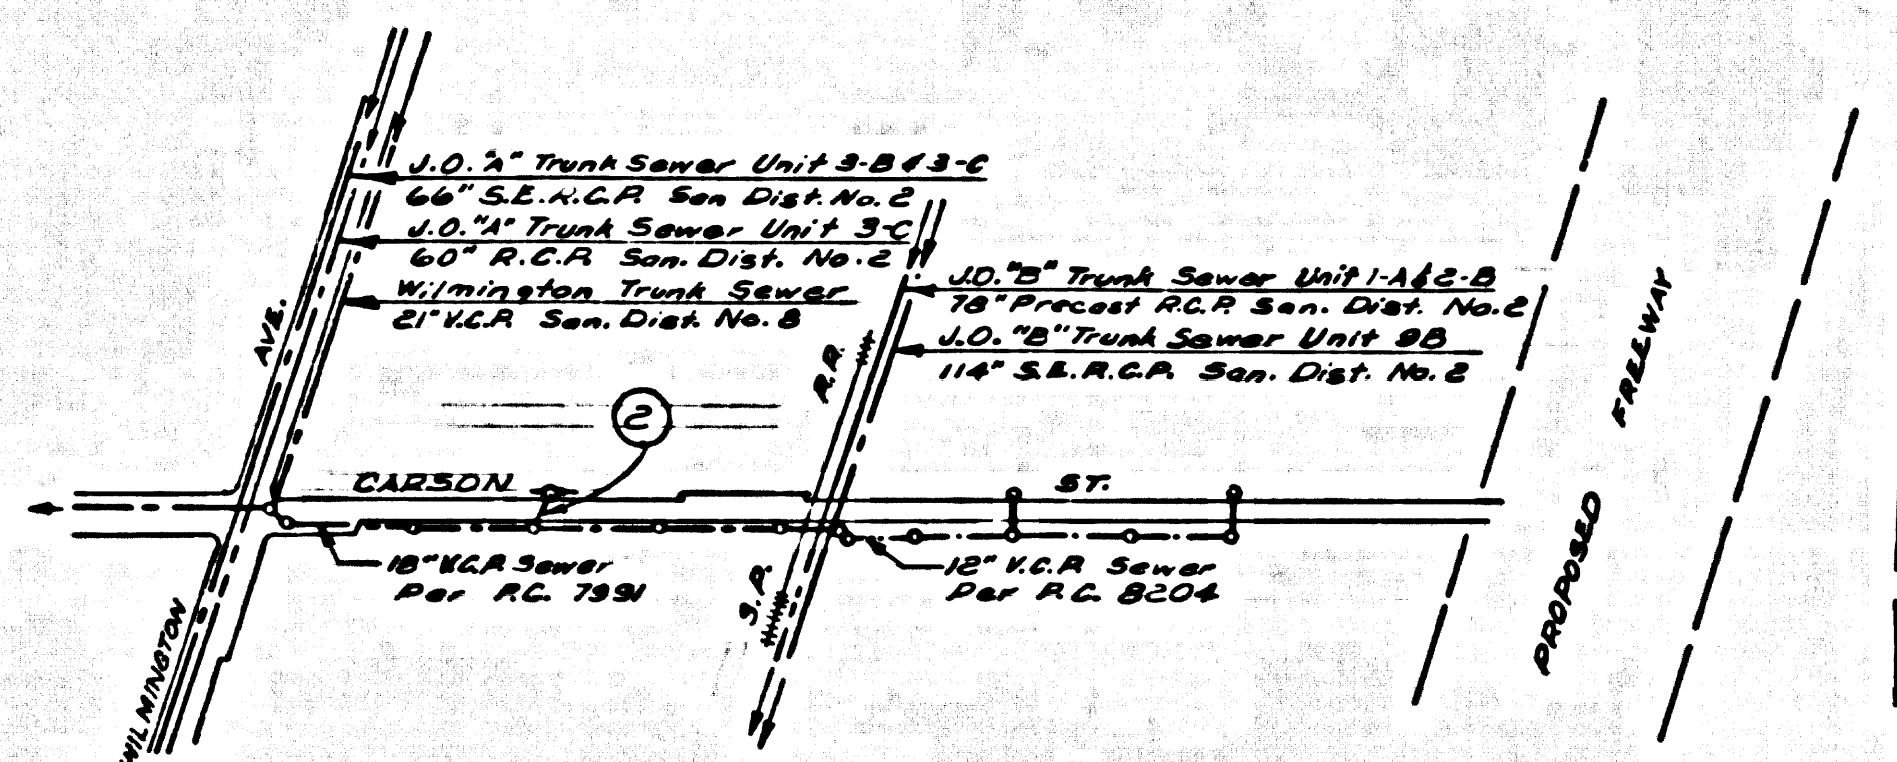 J.O. "A" Trunk Sewer Unit 3-B & 3-C
66" S.E.R.C.P. San Dist. No. 2
J.O. "A" Trunk Sewer Unit 3-C
60" R.C.P. San. Dist. No. 2
Wilmington Trunk Sewer
21" V.C.P. San. Dist. No. 8
J.O. "B" Trunk Sewer Unit 1-A & 2-B
78" Precast R.C.P. San. Dist. No. 2
J.O. "B" Trunk Sewer Unit 9B
114" S.E.R.C.P. San. Dist. No. 2
AVE.
R.R.
2
CARSON
ST.
18" V.C.P. Sewer
Per P.C. 7991
12" V.C.P. Sewer
Per P.C. 8204
S. P.
WILMINGTON
PROPOSED FREEWAY